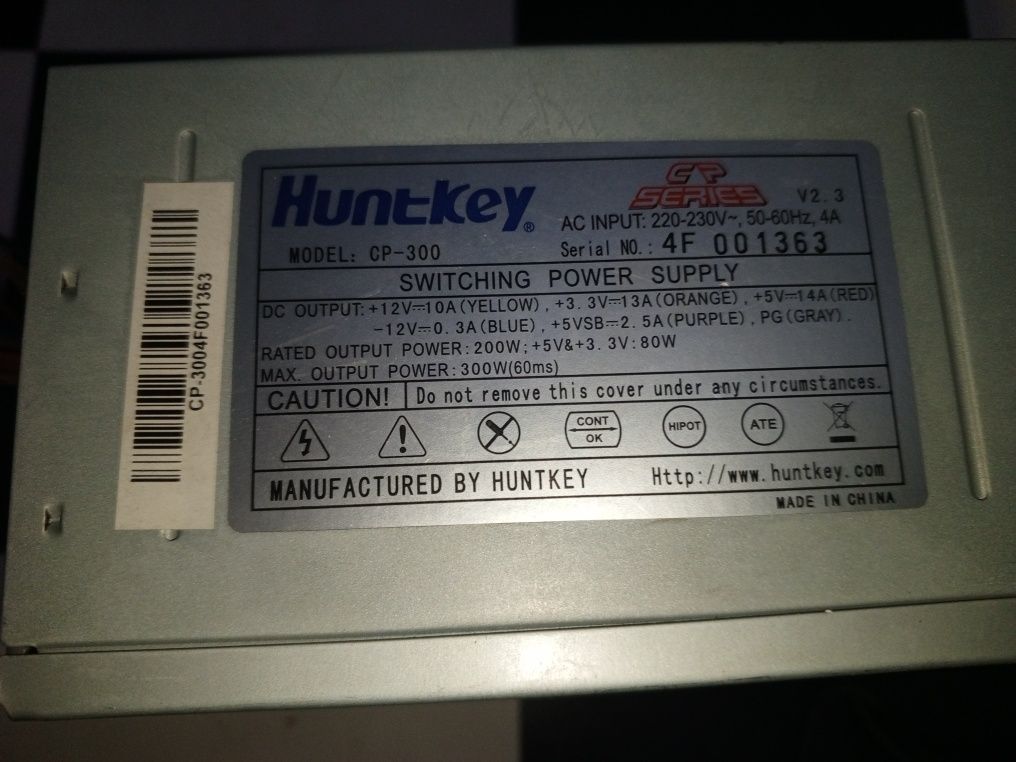 Huntkey®
CP
SERIES
V2.3
AC INPUT: 220-230V~, 50-60Hz, 4A
MODEL: CP-300
Serial NO.: 4F 001363
SWITCHING POWER SUPPLY
DC OUTPUT: +12V⎓10A(YELLOW), +3.3V⎓13A(ORANGE), +5V⎓14A(RED)
-12V⎓0.3A(BLUE), +5VSB⎓2.5A(PURPLE), PG(GRAY).
RATED OUTPUT POWER: 200W; +5V&+3.3V: 80W
MAX. OUTPUT POWER: 300W(60ms)
CAUTION! Do not remove this cover under any circumstances.
CONT
OK
HIPOT
ATE
MANUFACTURED BY HUNTKEY
Http://www.huntkey.com
MADE IN CHINA
CP-3004F001363